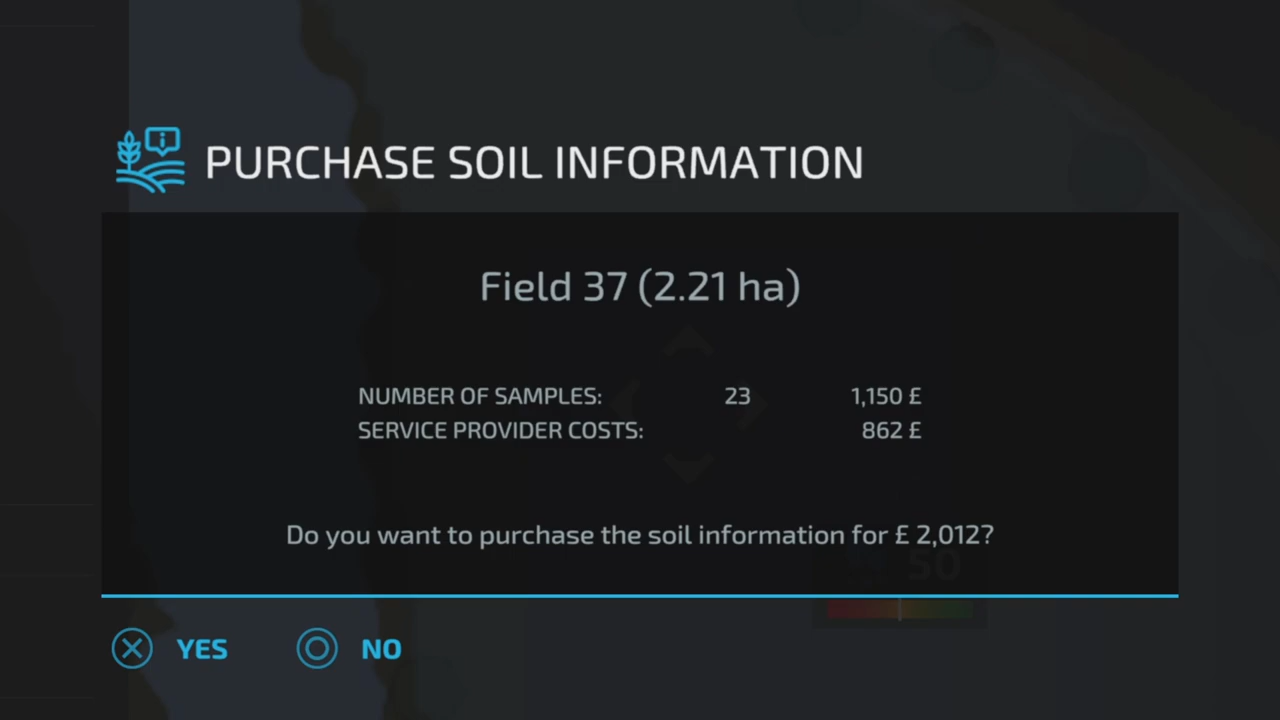 PURCHASE SOIL INFORMATION
Field 37 (2.21 ha)
NUMBER OF SAMPLES: 23 1,150 £
SERVICE PROVIDER COSTS: 862 £
Do you want to purchase the soil information for £ 2,012?
50
YES NO